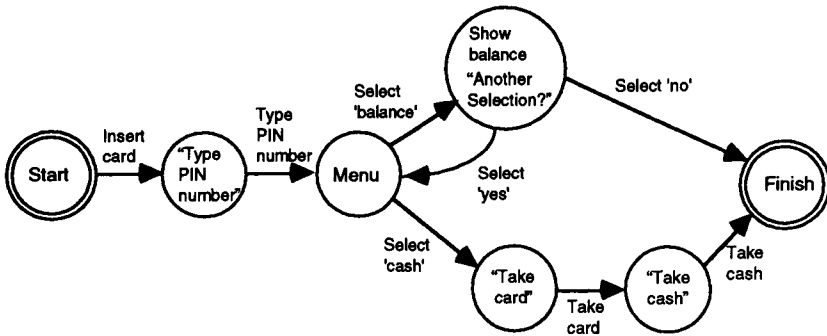 Start
Insert
card
“Type
PIN
number”
Type
PIN
number
Menu
Select
'balance'
Show
balance
“Another
Selection?”
Select
'yes'
Select 'no'
Select
'cash'
“Take
card”
Take
card
“Take
cash”
Take
cash
Finish